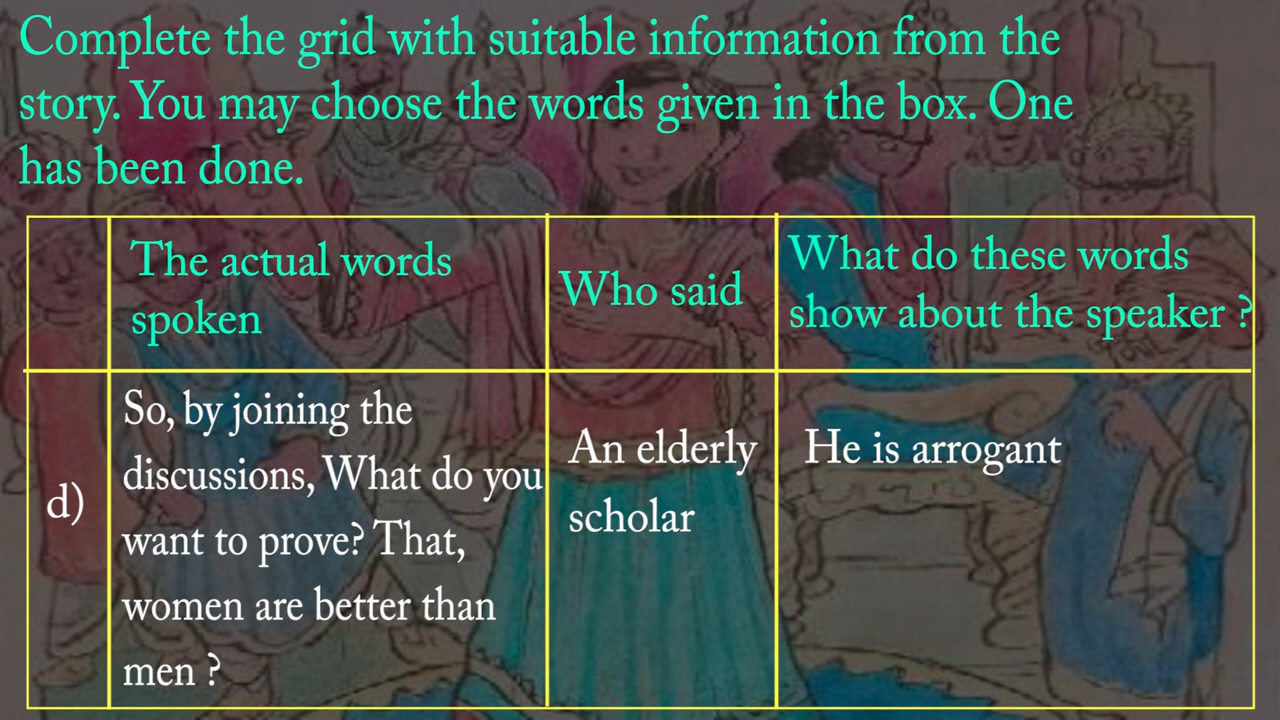 Complete the grid with suitable information from the
story. You may choose the words given in the box. One
has been done.
The actual words
spoken
Who said
What do these words
show about the speaker ?
d)
So, by joining the
discussions, What do you
want to prove? That,
women are better than
men ?
An elderly
scholar
He is arrogant